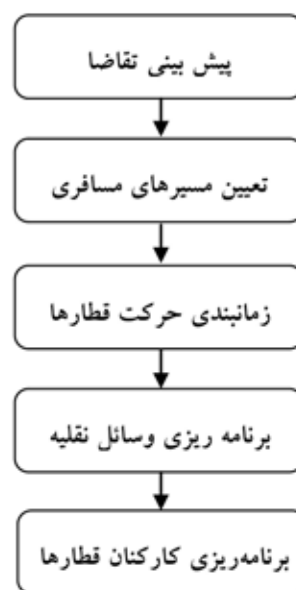 پیش بینی تقاضا
تعیین مسیرهای مسافری
زمانبندی حرکت قطارها
برنامه ریزی وسائل نقلیه
برنامه‌ریزی کارکنان قطارها